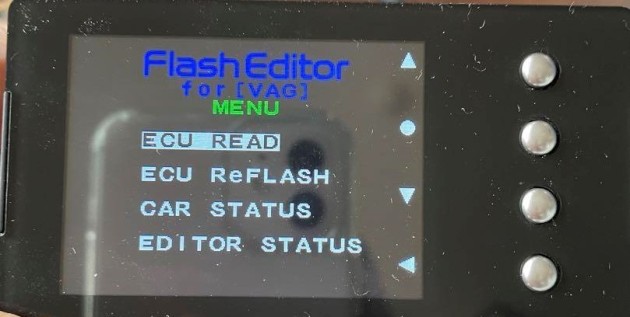 Flash Editor
for [VAG]
MENU
ECU READ
ECU ReFLASH
CAR STATUS
EDITOR STATUS